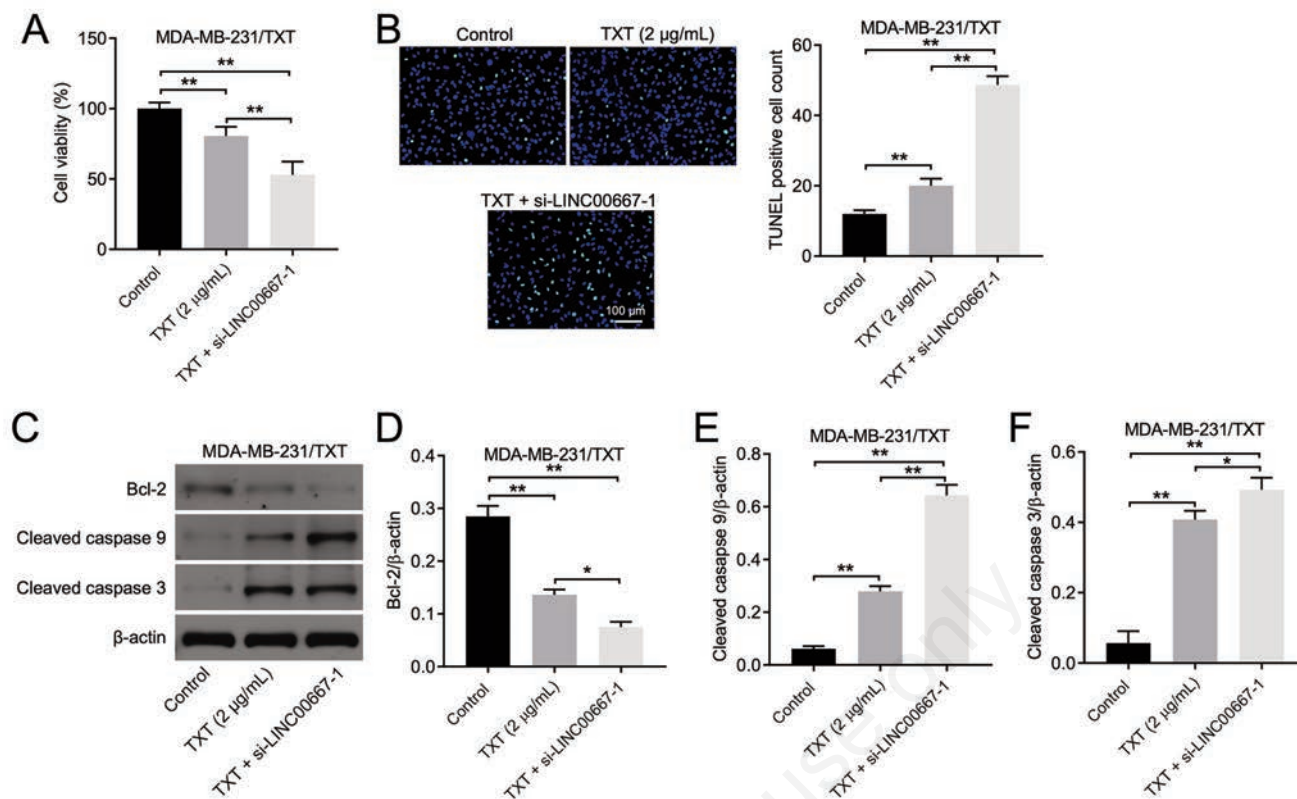 A
MDA-MB-231/TXT
Cell viablity (%)
150
100
50
0
**
**
**
Control
TXT (2 μg/mL)
TXT + si-LINC00667-1
B
Control
TXT (2 μg/mL)
TXT + si-LINC00667-1
100 μm
MDA-MB-231/TXT
TUNEL positive cell count
60
40
20
0
**
**
**
Control
TXT (2 μg/mL)
TXT + si-LINC00667-1
C
MDA-MB-231/TXT
Bcl-2
Cleaved caspase 9
Cleaved caspase 3
β-actin
Control
TXT (2 μg/mL)
TXT + si-LINC00667-1
D
MDA-MB-231/TXT
Bcl-2/β-actin
0.4
0.3
0.2
0.1
0.0
**
**
*
Control
TXT (2 μg/mL)
TXT + si-LINC00667-1
E
MDA-MB-231/TXT
Cleaved casapse 9/β-actin
0.8
0.6
0.4
0.2
0.0
**
**
**
Control
TXT (2 μg/mL)
TXT + si-LINC00667-1
F
MDA-MB-231/TXT
Cleaved caspase 3/β-actin
0.6
0.4
0.2
0.0
**
*
**
Control
TXT (2 μg/mL)
TXT + si-LINC00667-1
use only